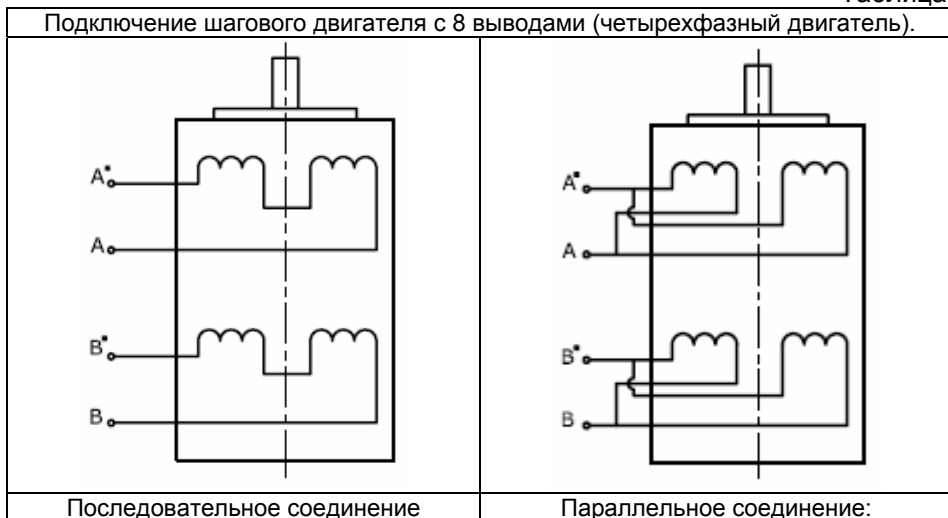 Таблица
Подключение шагового двигателя с 8 выводами (четырехфазный двигатель).
A
A
B
B
A
A
B
B
Последовательное соединение
Параллельное соединение: